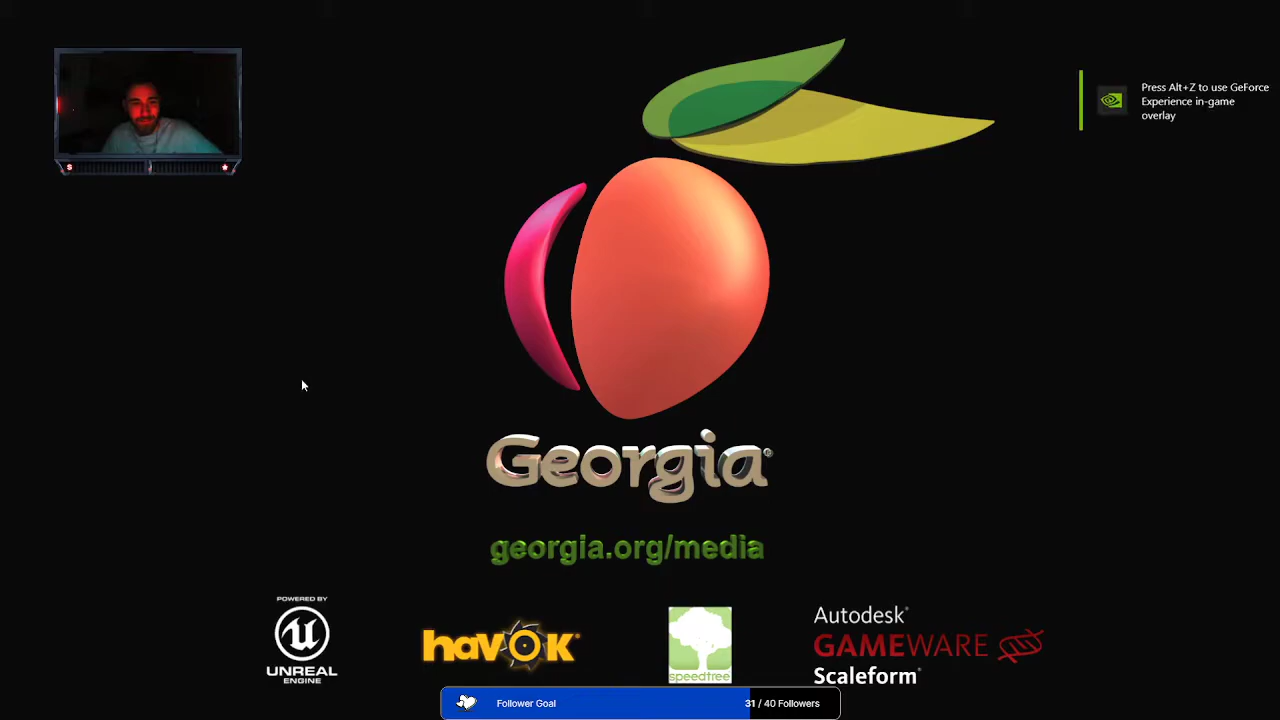 Press Alt+Z to use GeForce
Experience in-game
overlay
Georgia®
georgia.org/media
POWERED BY
UNREAL
ENGINE
havOK®
speedtree
Autodesk®
GAMEWARE
Scaleform®
Follower Goal
31 / 40 Followers